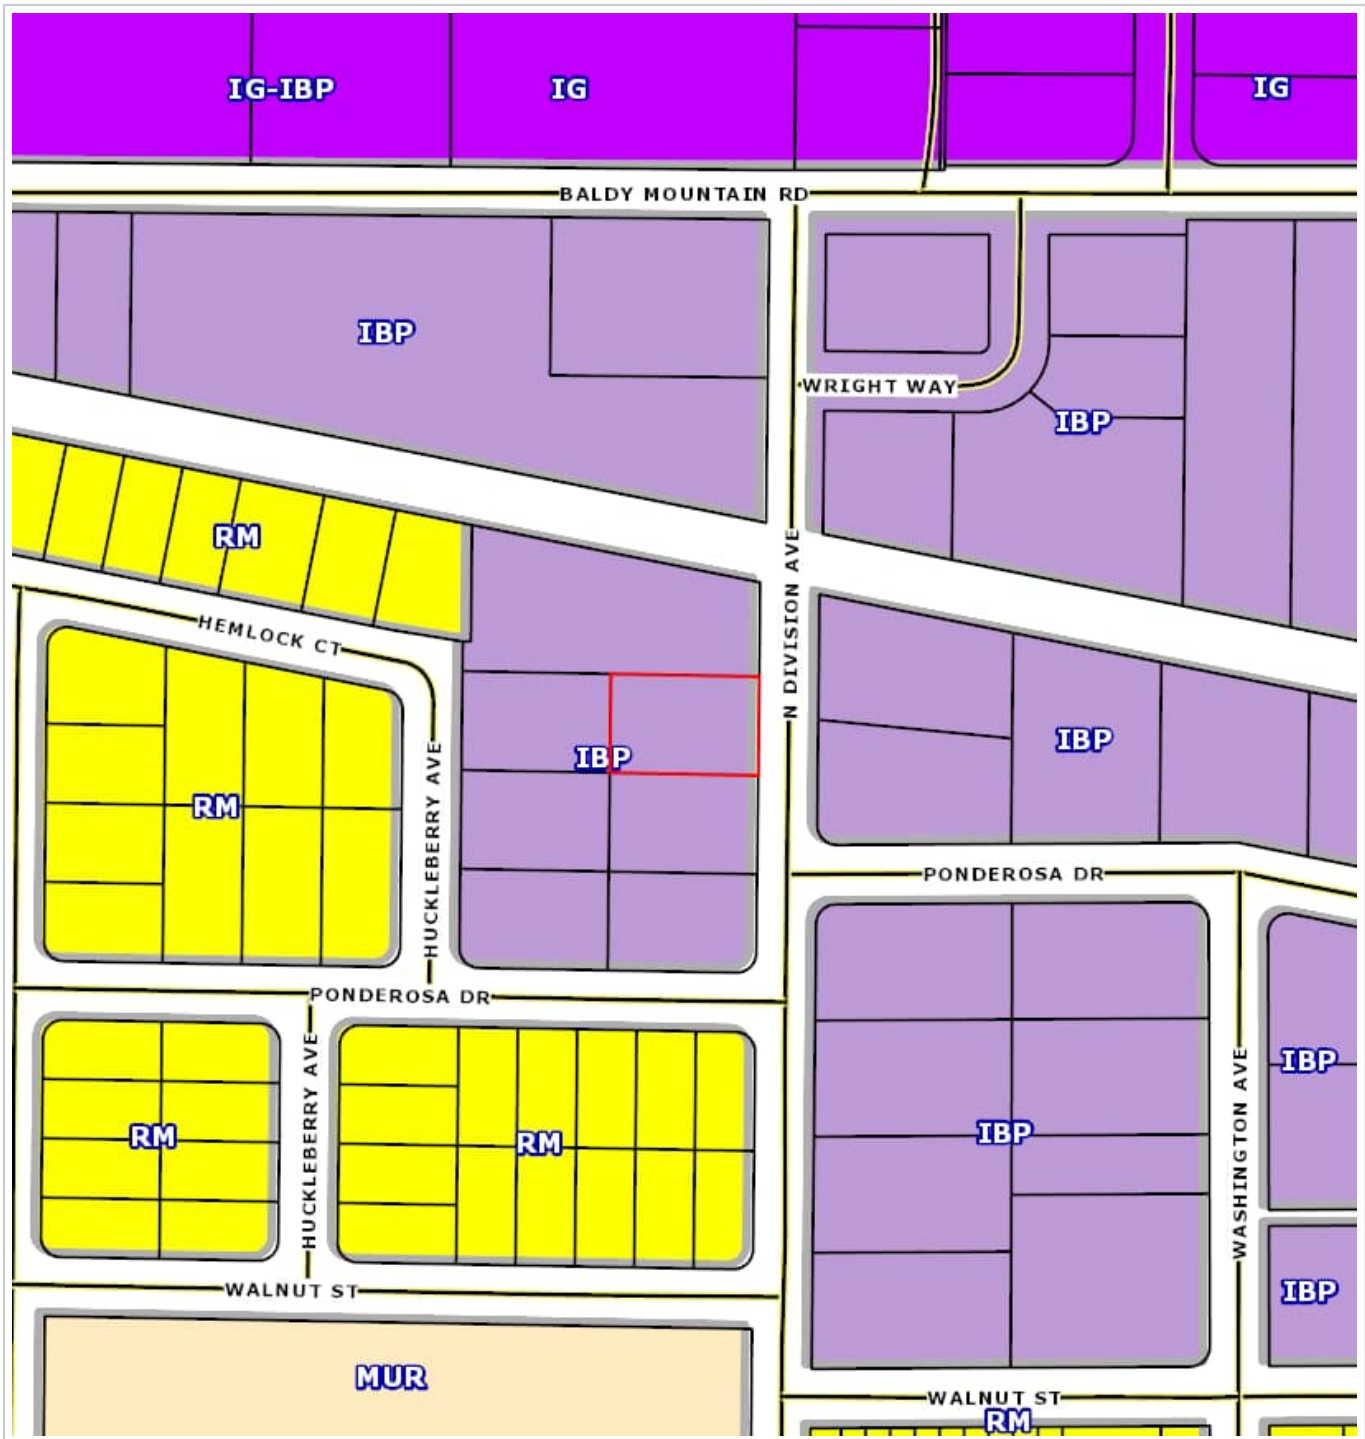 IG-IBP
IG
IG
BALDY MOUNTAIN RD
IBP
WRIGHT WAY
IBP
RM
HEMLOCK CT
N DIVISION AVE
IBP
IBP
RM
HUCKLEBERRY AVE
PONDEROSA DR
PONDEROSA DR
HUCKLEBERRY AVE
RM
RM
IBP
WASHINGTON AVE
IBP
IBP
WALNUT ST
MUR
WALNUT ST
RM